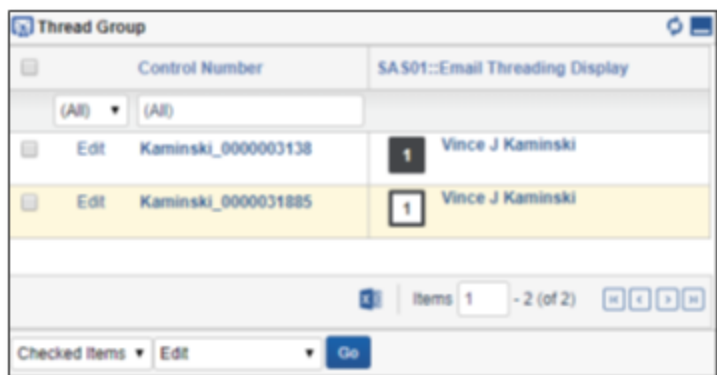 Thread Group
Control Number SAS01::Email Threading Display
(All) (All)
Edit Kaminski_0000003138 1 Vince J Kaminski
Edit Kaminski_0000031885 1 Vince J Kaminski
Items 1 - 2 (of 2)
Checked Items Edit Go